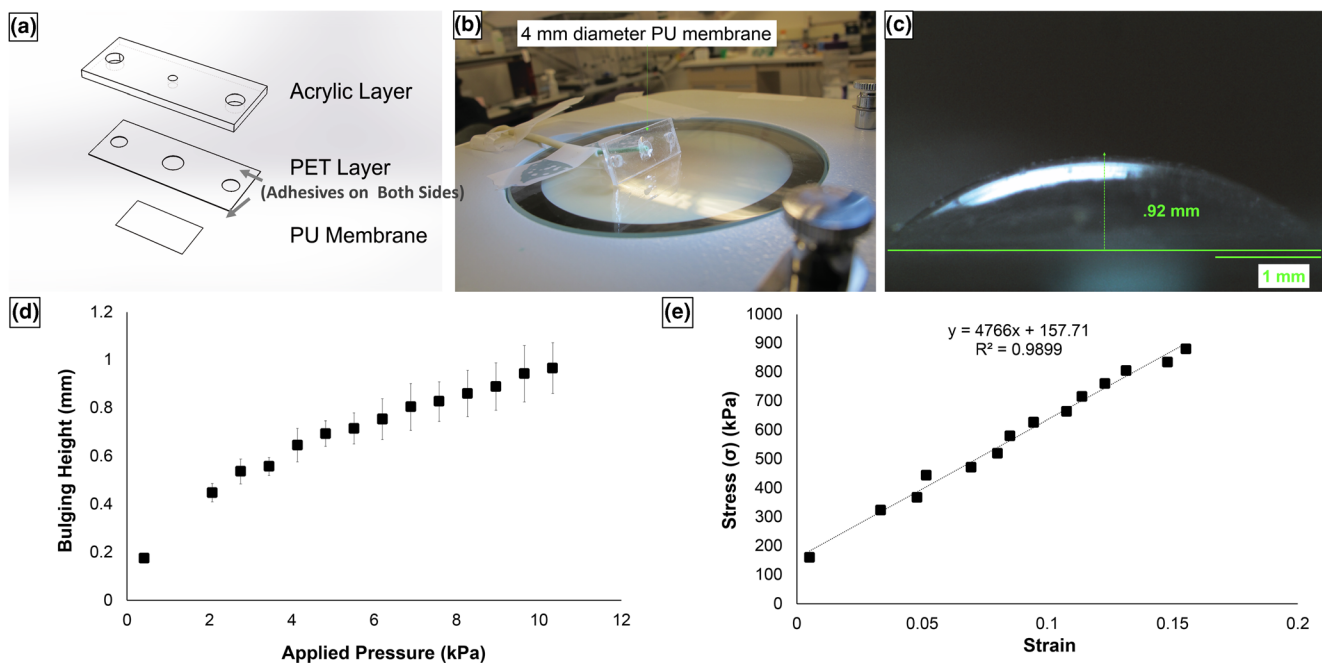 (a)
Acrylic Layer
PET Layer
(Adhesives on Both Sides)
PU Membrane
(b)
4 mm diameter PU membrane
(c)
.92 mm
1 mm
(d)
1.2
1
0.8
0.6
0.4
0.2
0
0
2
4
6
8
10
12
Bulging Height (mm)
Applied Pressure (kPa)
(e)
y = 4766x + 157.71
R² = 0.9899
1000
900
800
700
600
500
400
300
200
100
0
0
0.05
0.1
0.15
0.2
Stress (σ) (kPa)
Strain